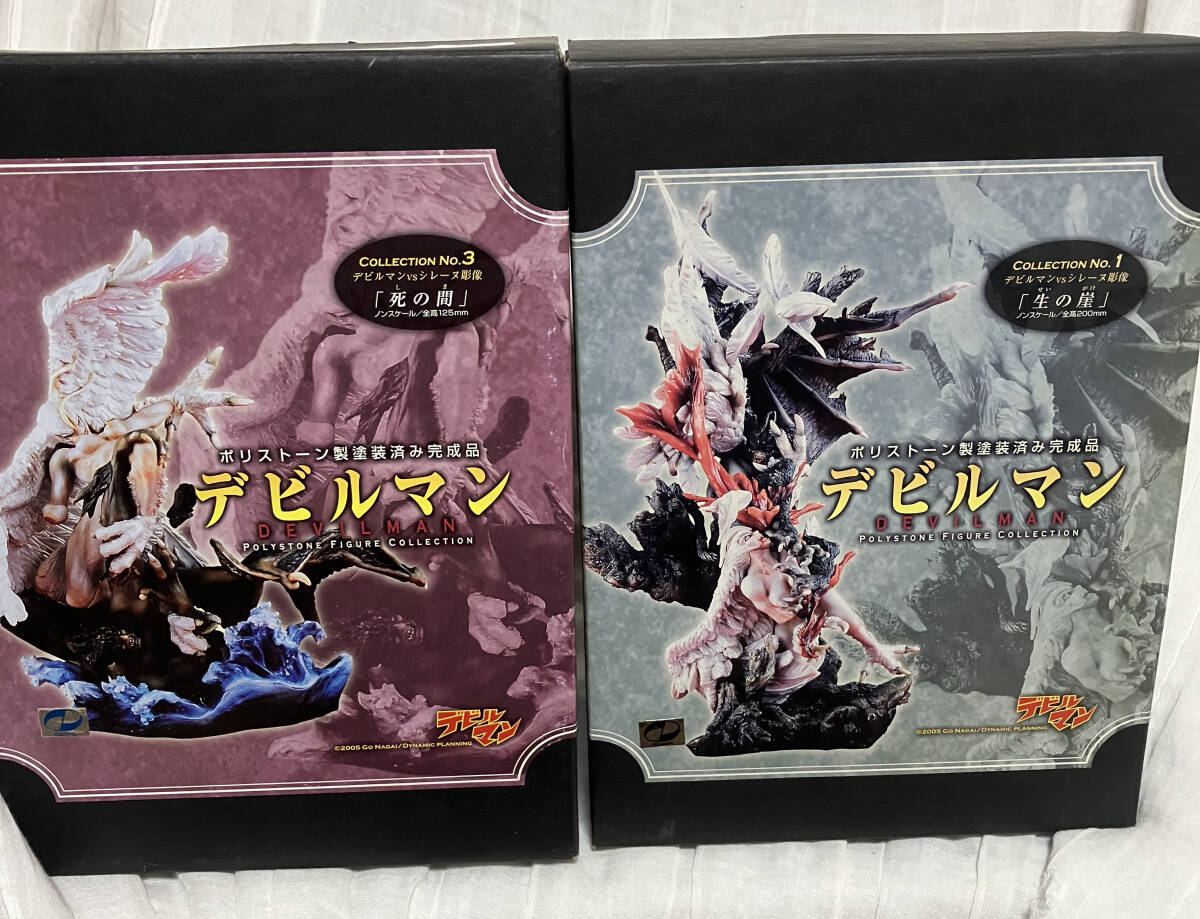 COLLECTION NO.3
デビルマンvsシレーヌ彫像
し ま
「死の間」
ノンスケール/全高125mm
ポリストーン製塗装済み完成品
デビルマン
DEVILMAN
POLYSTONE FIGURE COLLECTION
デビル
マン
©2005 GO NAGAI/DYNAMIC PLANNING
COLLECTION NO. 1
デビルマンvsシレーヌ彫像
せい がけ
「生の崖」
ノンスケール/全高200mm
ポリストーン製塗装済み完成品
デビルマン
DEVILMAN
POLYSTONE FIGURE COLLECTION
デビル
マン
©2005 GO NAGAI/DYNAMIC PLANNING